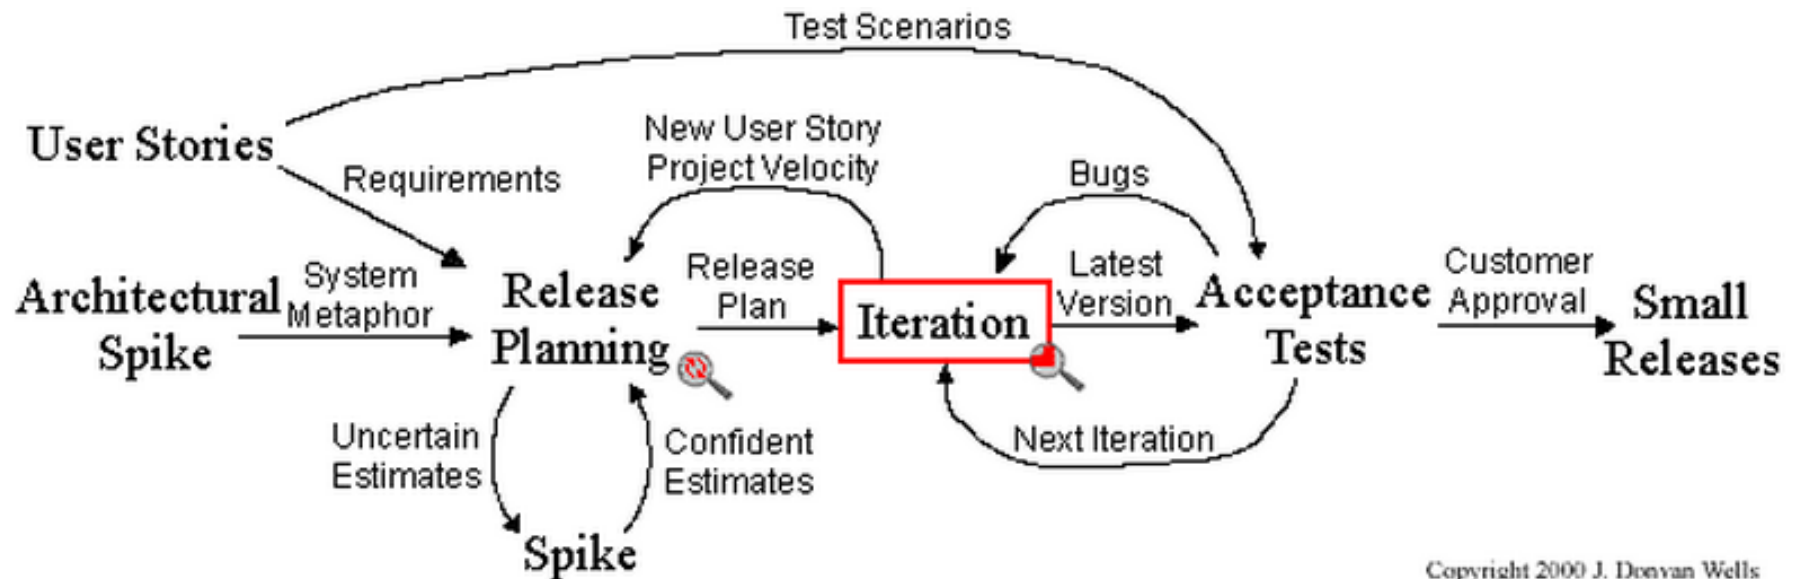 Test Scenarios
User Stories
New User Story
Project Velocity
Requirements
Bugs
Architectural
Spike
System
Metaphor
Release
Planning
Release
Plan
Iteration
Latest
Version
Acceptance
Tests
Customer
Approval
Small
Releases
Uncertain
Estimates
Confident
Estimates
Next Iteration
Spike
Copyright 2000 J. Donvan Wells